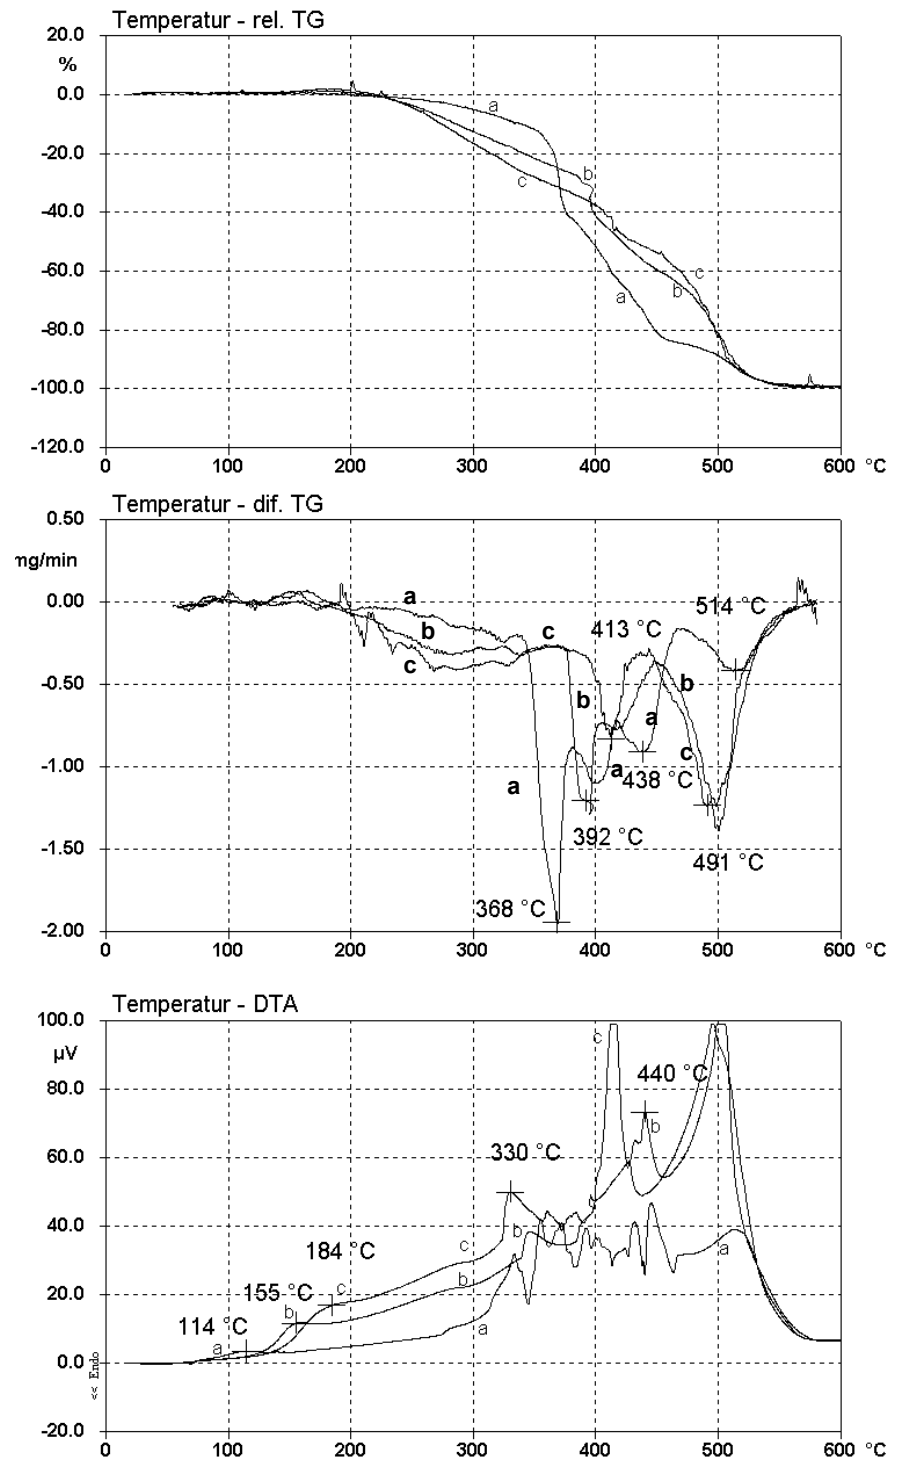 Temperatur - rel. TG
20.0
%
0.0
a
-20.0
b
c
-40.0
-60.0
c
b
a
-80.0
-100.0
-120.0
0 100 200 300 400 500 600 °C
Temperatur - dif. TG
0.50
mg/min
0.00
a
514 °C
b
c
413 °C
c
-0.50
b
b
a
c
-1.00
a
a
438 °C
392 °C
-1.50
491 °C
368 °C
-2.00
0 100 200 300 400 500 600 °C
Temperatur - DTA
100.0
c
µV
440 °C
80.0
b
60.0
330 °C
40.0
b
184 °C
c
a
20.0
155 °C
c
b
b
114 °C
a
a
0.0
<< Endo
-20.0
0 100 200 300 400 500 600 °C